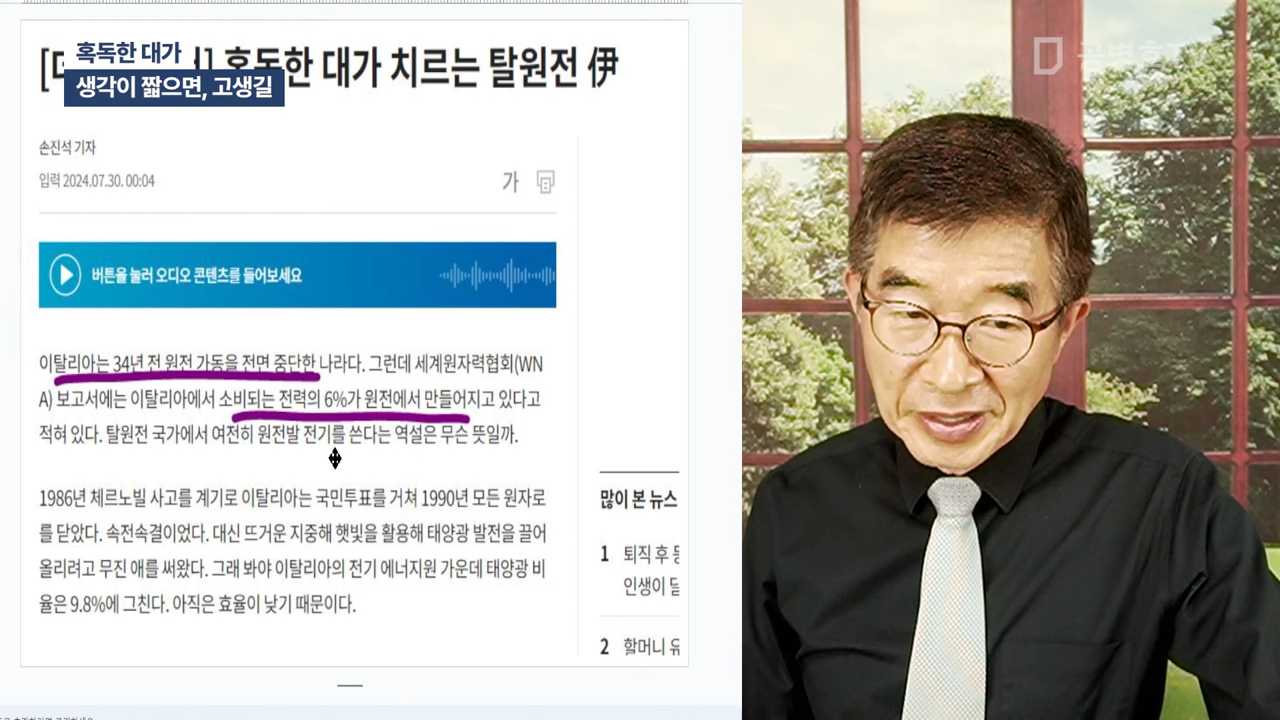 혹독한 대가
생각이 짧으면, 고생길
혹독한 대가 치르는 탈원전 伊
손진석 기자
입력 2024.07.30. 00:04
가
버튼을 눌러 오디오 콘텐츠를 들어보세요
이탈리아는 34년 전 원전 가동을 전면 중단한 나라다. 그런데 세계원자력협회(WN
A) 보고서에는 이탈리아에서 소비되는 전력의 6%가 원전에서 만들어지고 있다고
적혀 있다. 탈원전 국가에서 여전히 원전발 전기를 쓴다는 역설은 무슨 뜻일까.
1986년 체르노빌 사고를 계기로 이탈리아는 국민투표를 거쳐 1990년 모든 원자로
를 닫았다. 속전속결이었다. 대신 뜨거운 지중해 햇빛을 활용해 태양광 발전을 끌어
올리려고 무진 애를 써왔다. 그래 봐야 이탈리아의 전기 에너지원 가운데 태양광 비
율은 9.8%에 그친다. 아직은 효율이 낮기 때문이다.
많이 본 뉴스
1 퇴직 후
인생이
2 할머니